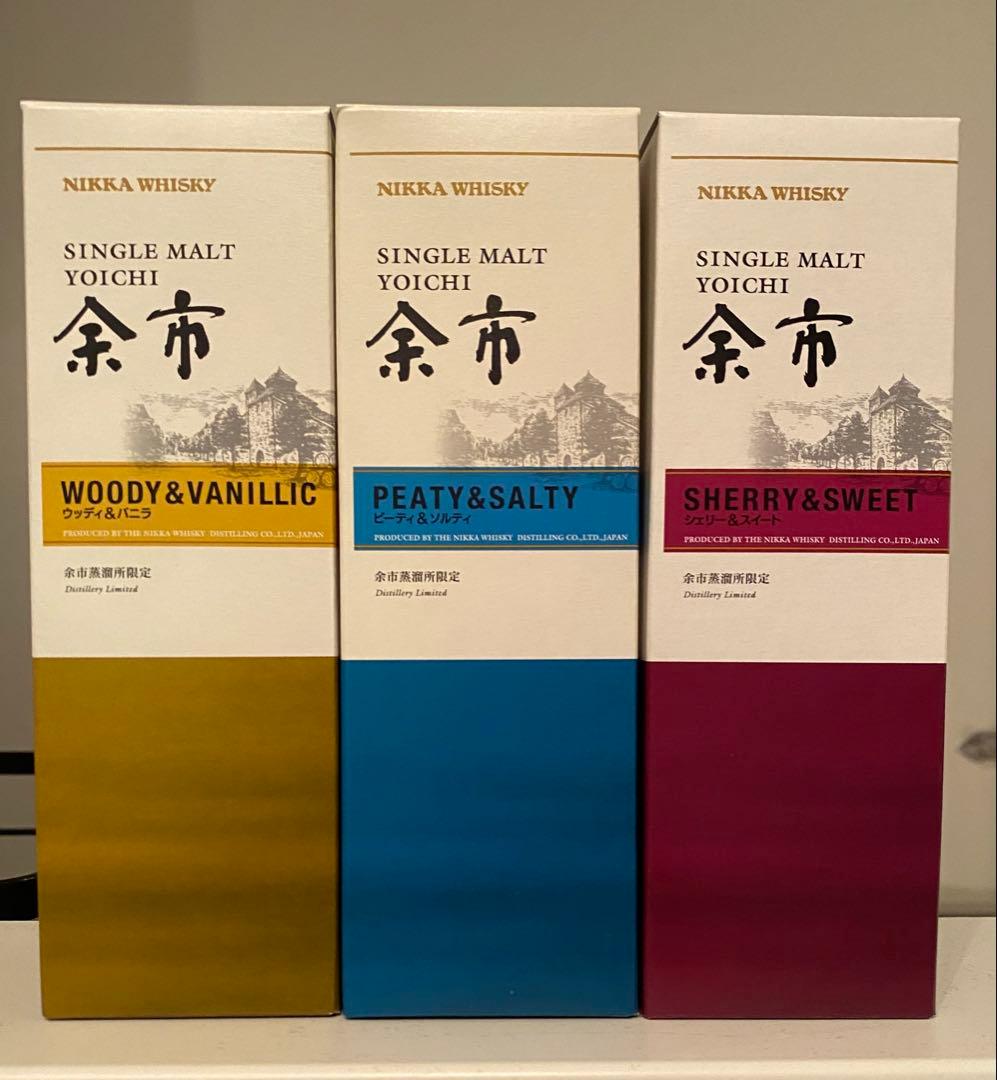 NIKKA WHISKY
SINGLE MALT
YOICHI
余市
WOODY&VANILLIC
ウッディ&バニラ
PRODUCED BY THE NIKKA WHISKY DISTILLING CO.,LTD.,JAPAN
余市蒸溜所限定
Distillery Limited
NIKKA WHISKY
SINGLE MALT
YOICHI
余市
PEATY&SALTY
ピーティ&ソルティ
PRODUCED BY THE NIKKA WHISKY DISTILLING CO.,LTD.,JAPAN
余市蒸溜所限定
Distillery Limited
NIKKA WHISKY
SINGLE MALT
YOICHI
余市
SHERRY&SWEET
シェリー&スイート
PRODUCED BY THE NIKKA WHISKY DISTILLING CO.,LTD.,JAPAN
余市蒸溜所限定
Distillery Limited